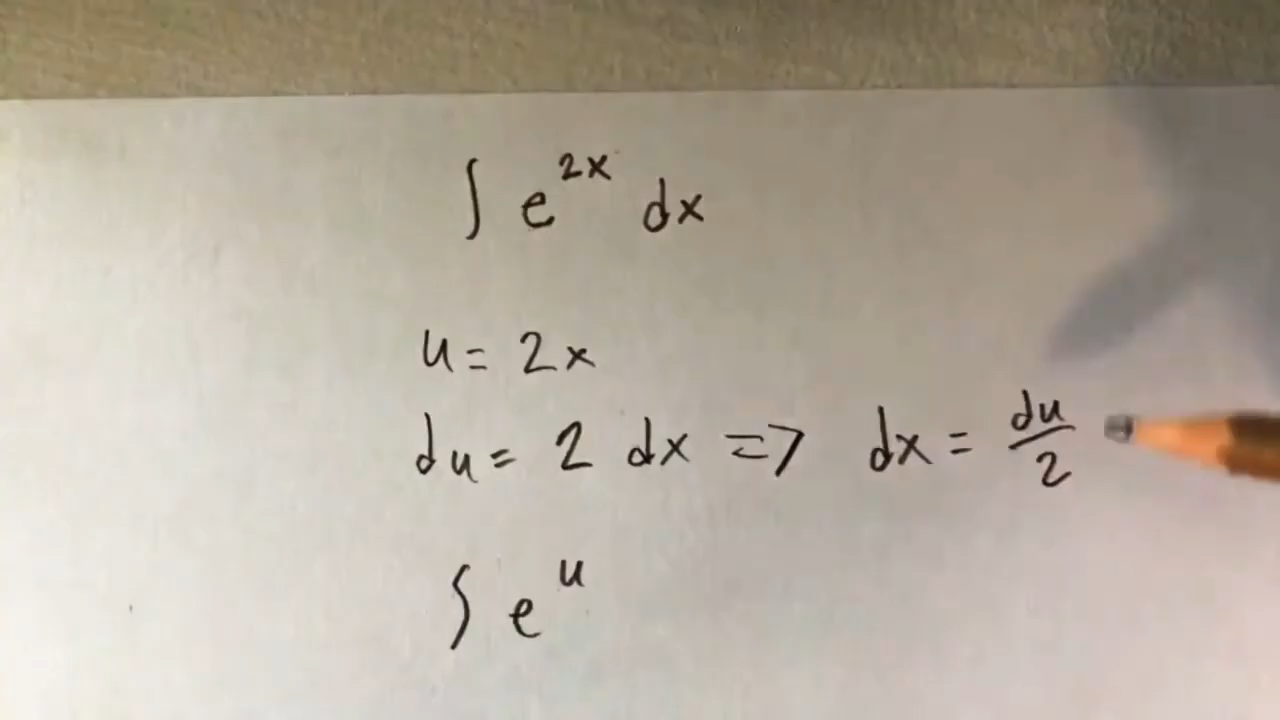 ∫ e^{2x} dx
u = 2x
du = 2 dx => dx = du/2
∫ e^u